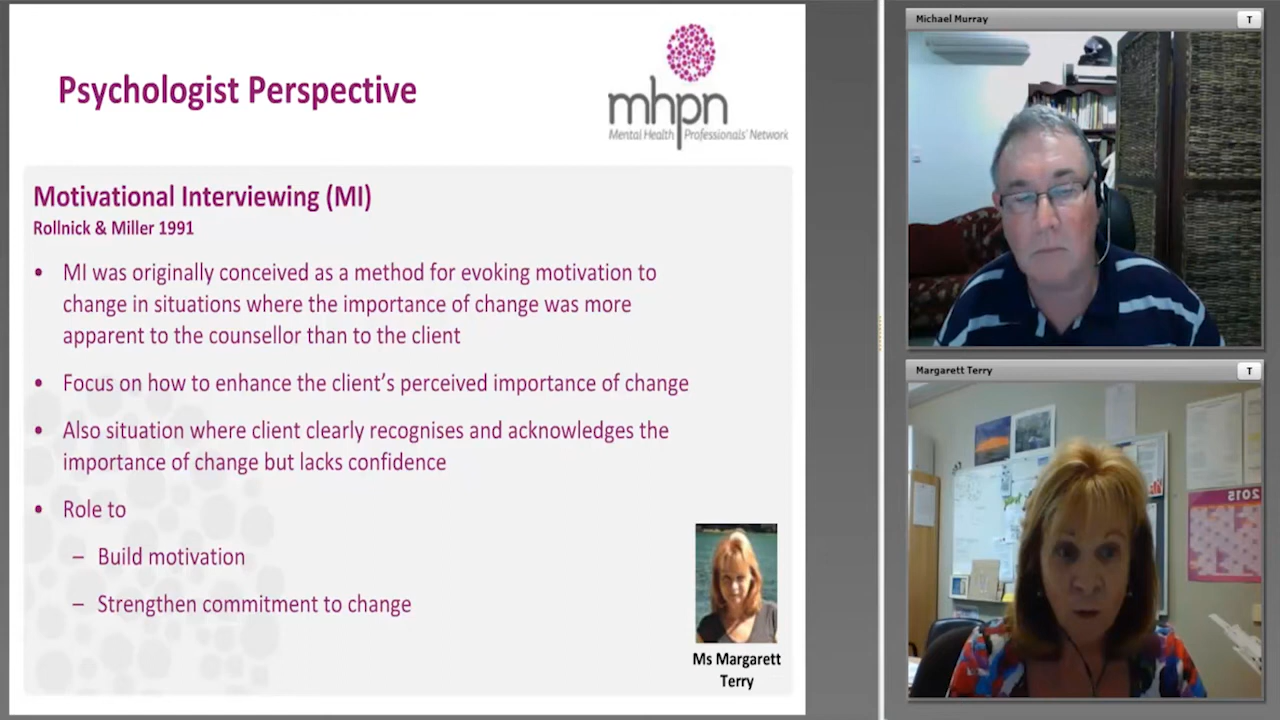 Psychologist Perspective
mhpn
Mental Health Professionals' Network
Motivational Interviewing (MI)
Rollnick & Miller 1991
• MI was originally conceived as a method for evoking motivation to
change in situations where the importance of change was more
apparent to the counsellor than to the client
• Focus on how to enhance the client's perceived importance of change
• Also situation where client clearly recognises and acknowledges the
importance of change but lacks confidence
• Role to
– Build motivation
– Strengthen commitment to change
Ms Margarett
Terry
Michael Murray
T
Margarett Terry
T
2015